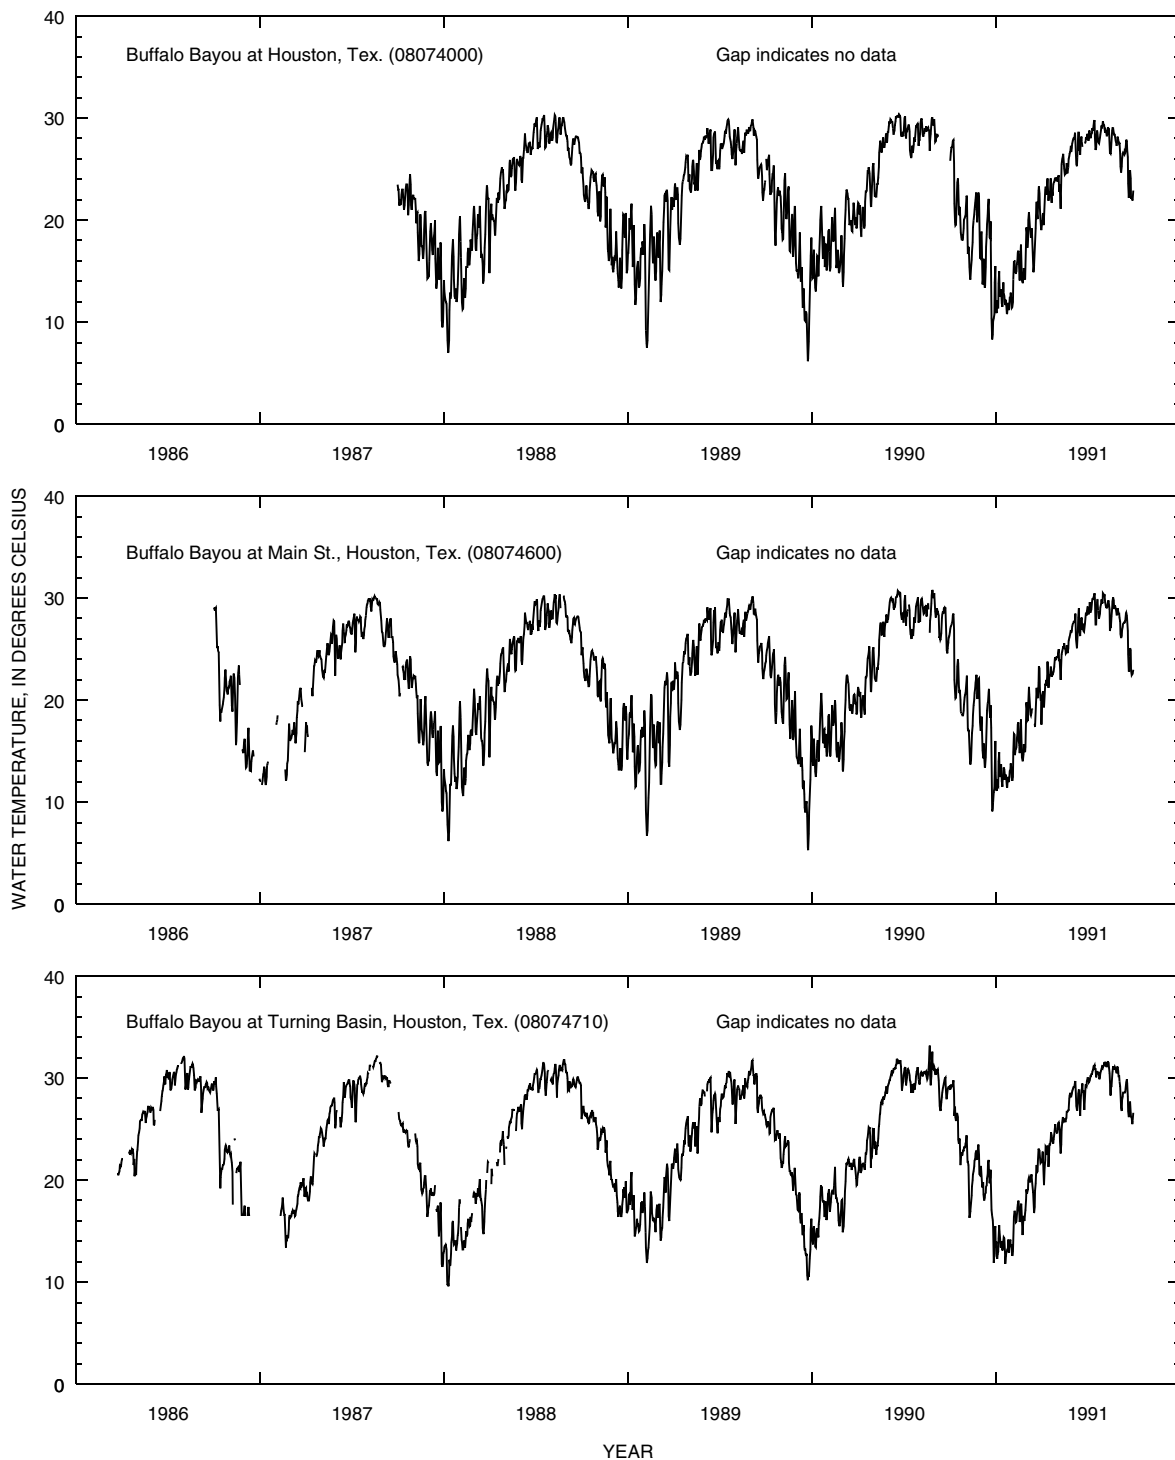 40
Buffalo Bayou at Houston, Tex. (08074000) Gap indicates no data
30
20
10
0
1986 1987 1988 1989 1990 1991
WATER TEMPERATURE, IN DEGREES CELSIUS
40
Buffalo Bayou at Main St., Houston, Tex. (08074600) Gap indicates no data
30
20
10
0
1986 1987 1988 1989 1990 1991
40
Buffalo Bayou at Turning Basin, Houston, Tex. (08074710) Gap indicates no data
30
20
10
0
1986 1987 1988 1989 1990 1991
YEAR